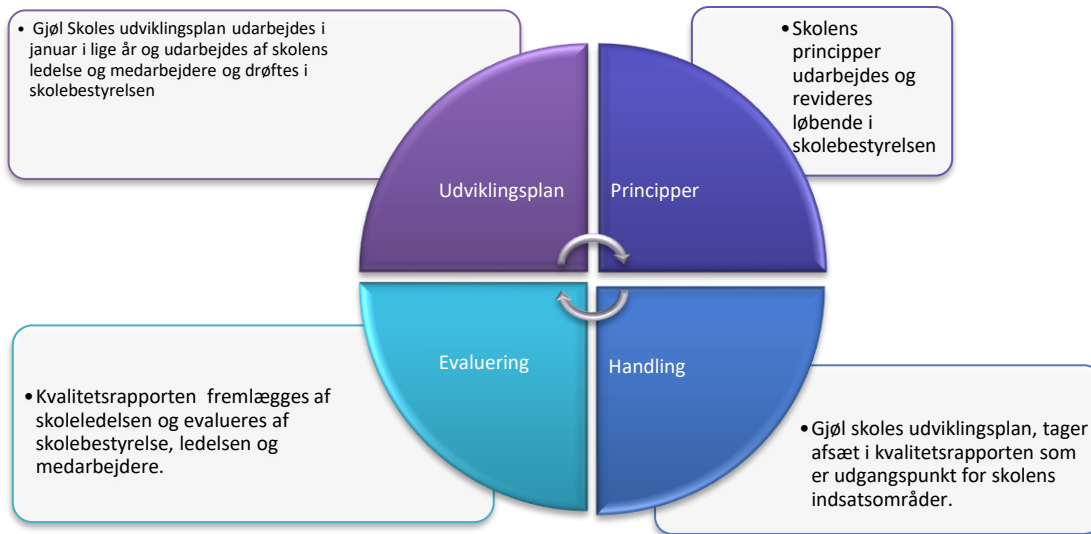 • Gjøl Skoles udviklingsplan udarbejdes i
januar i lige år og udarbejdes af skolens
ledelse og medarbejdere og drøftes i
skolebestyrelsen
•Skolens
principper
udarbejdes og
revideres
løbende i
skolebestyrelsen
Udviklingsplan
Principper
Evaluering
Handling
•Kvalitetsrapporten fremlægges af
skoleledelsen og evalueres af
skolebestyrelse, ledelsen og
medarbejdere.
•Gjøl skoles udviklingsplan, tager
afsæt i kvalitetsrapporten som
er udgangspunkt for skolens
indsatsområder.